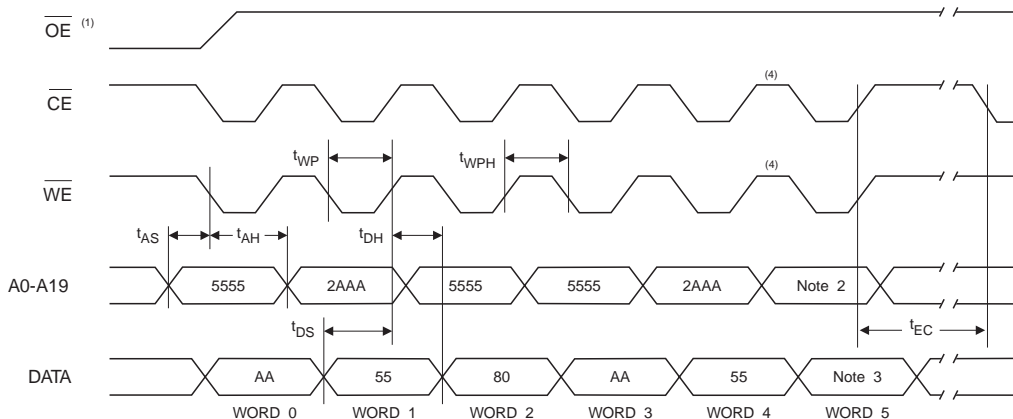 OE (1)
CE (4)
tWP tWPH
WE (4)
tAS tAH tDH
A0-A19 5555 2AAA 5555 5555 2AAA Note 2
tDS tEC
DATA AA 55 80 AA 55 Note 3
WORD 0 WORD 1 WORD 2 WORD 3 WORD 4 WORD 5